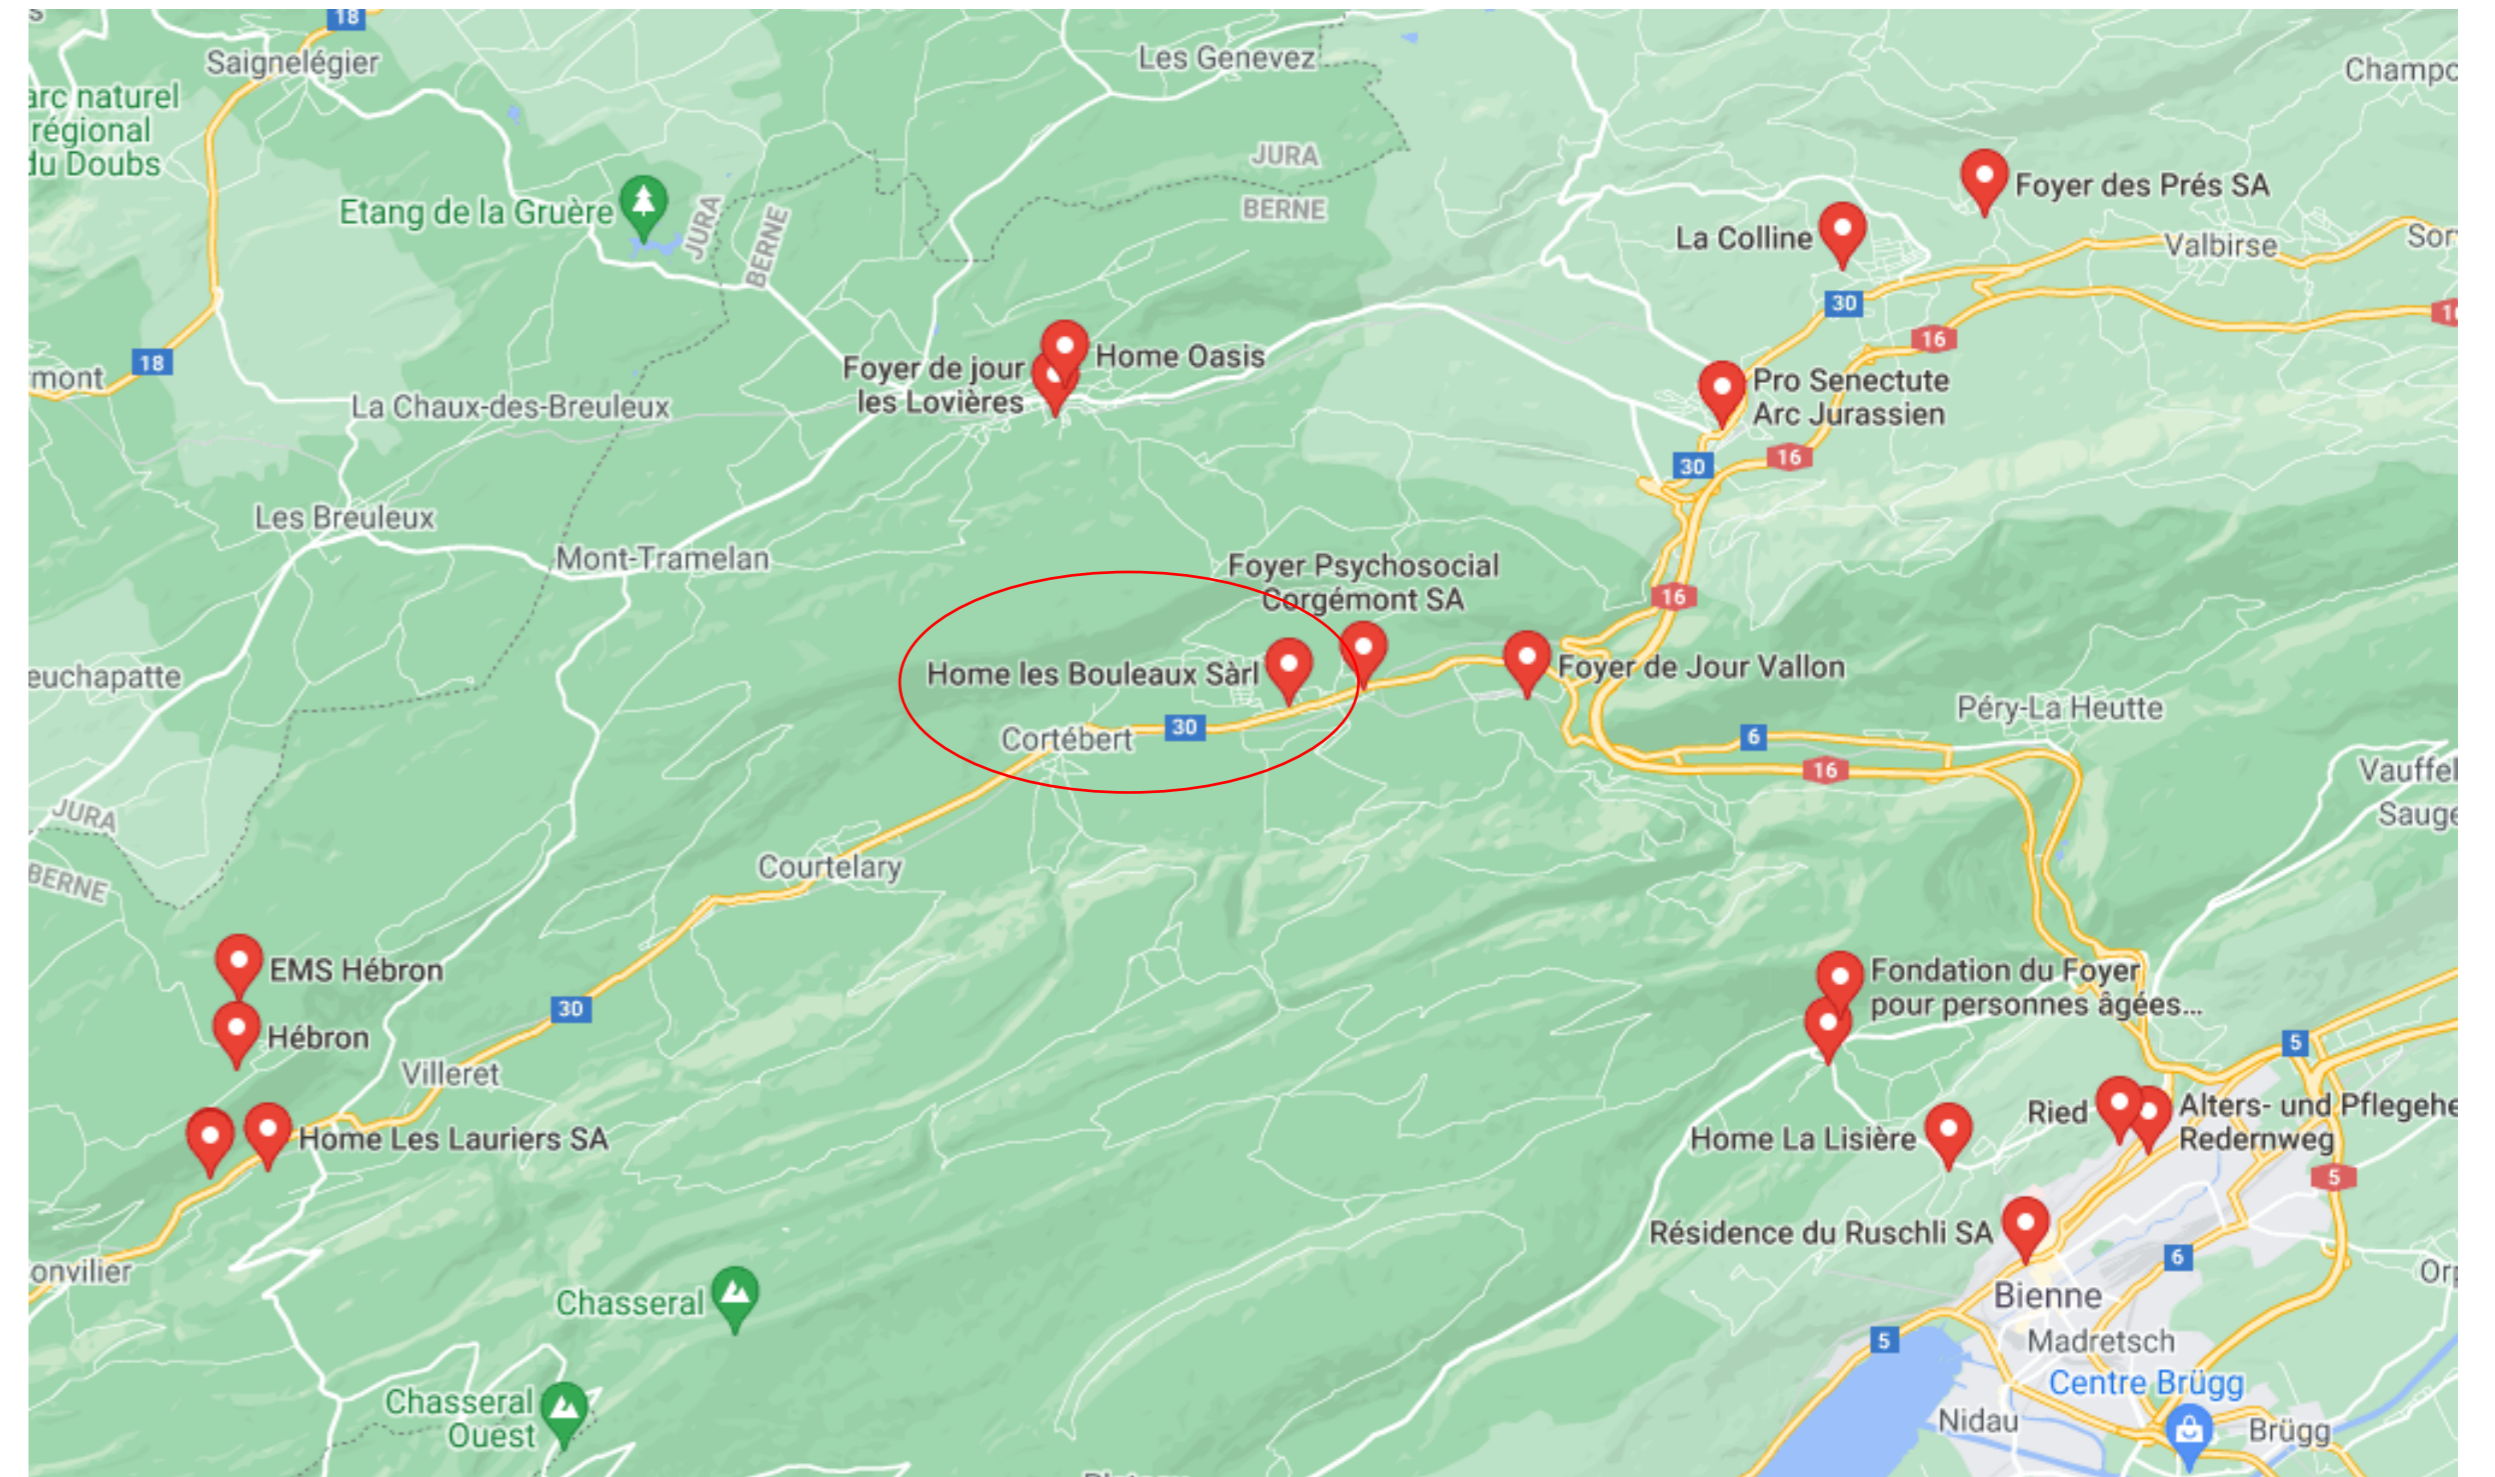 18
Saignelégier
Les Genevez
arc naturel
régional
du Doubs
JURA
BERNE
Etang de la Gruère
JURA
BERNE
Foyer des Prés SA
La Colline
Valbirse
30
16
18
mont
Foyer de jour
les Lovières
Home Oasis
La Chaux-des-Breuleux
Pro Senectute
Arc Jurassien
30
16
Les Breuleux
Mont-Tramelan
Foyer Psychosocial
Corgémont SA
16
euchapatte
Home les Bouleaux Sàrl
Foyer de Jour Vallon
Péry-La Heutte
Cortébert
30
6
16
Vauffel
Sauge
JURA
BERNE
Courtelary
EMS Hébron
Hébron
30
Villeret
Home Les Lauriers SA
Fondation du Foyer
pour personnes âgées...
5
Ried
Alters- und Pflegehe
Redernweg
Home La Lisière
5
Résidence du Ruschli SA
6
onvilier
Chasseral
Bienne
5
Madretsch
Centre Brügg
Chasseral
Ouest
Nidau
Brügg